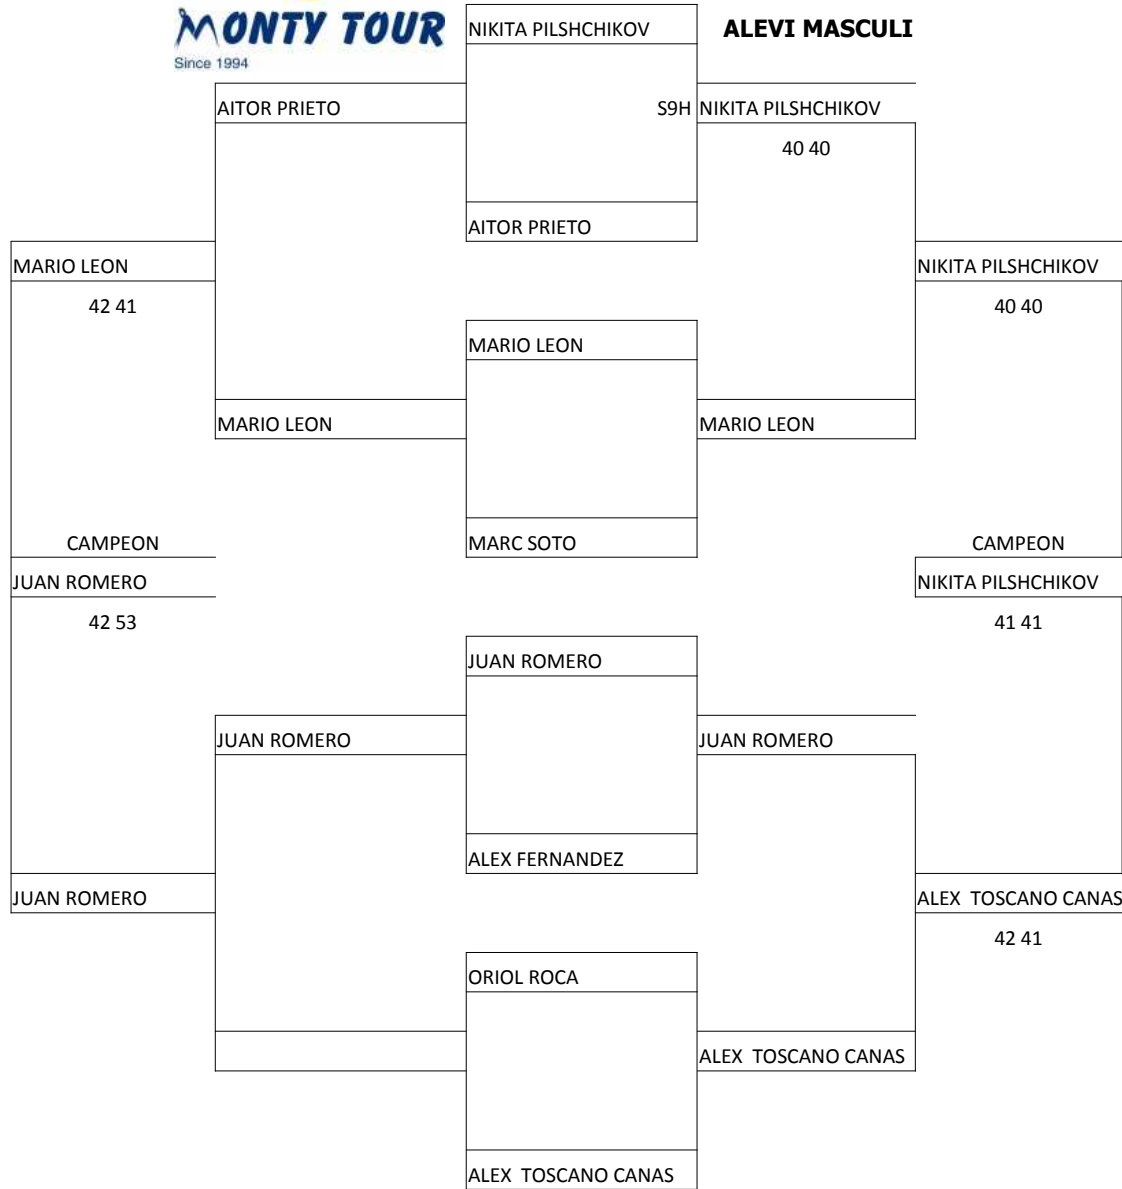 MONTY TOUR
Since 1994
NIKITA PILSHCHIKOV
ALEVI MASCULI
AITOR PRIETO
S9H NIKITA PILSHCHIKOV
40 40
AITOR PRIETO
MARIO LEON
NIKITA PILSHCHIKOV
42 41
40 40
MARIO LEON
MARIO LEON
MARIO LEON
CAMPEON
MARC SOTO
CAMPEON
JUAN ROMERO
NIKITA PILSHCHIKOV
42 53
41 41
JUAN ROMERO
JUAN ROMERO
JUAN ROMERO
ALEX FERNANDEZ
JUAN ROMERO
ALEX TOSCANO CANAS
42 41
ORIOL ROCA
ALEX TOSCANO CANAS
ALEX TOSCANO CANAS